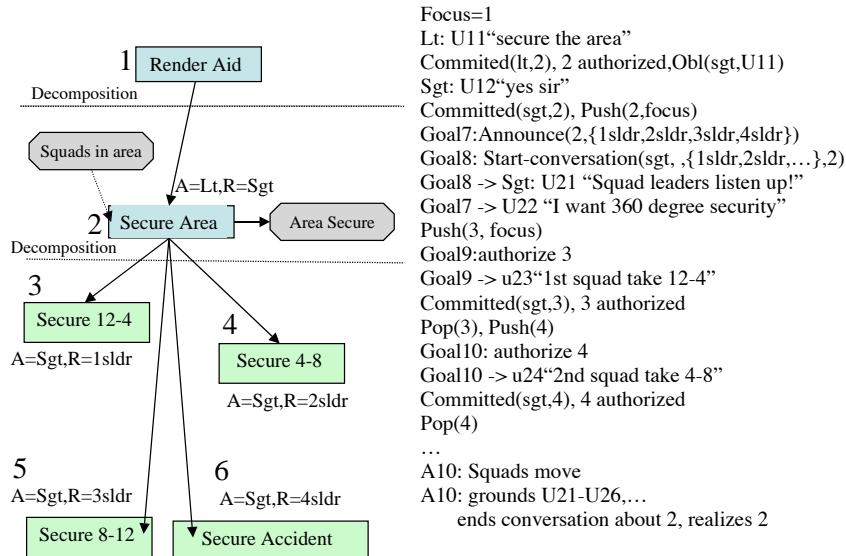 1
Render Aid
Decomposition
Squads in area
A=Lt,R=Sgt
2
Secure Area
Area Secure
Decomposition
3
Secure 12-4
A=Sgt,R=1sldr
4
Secure 4-8
A=Sgt,R=2sldr
5
A=Sgt,R=3sldr
Secure 8-12
6
A=Sgt,R=4sldr
Secure Accident
Focus=1
Lt: U11“secure the area”
Commited(lt,2), 2 authorized,Obl(sgt,U11)
Sgt: U12“yes sir”
Committed(sgt,2), Push(2,focus)
Goal7:Announce(2,{1sldr,2sldr,3sldr,4sldr})
Goal8: Start-conversation(sgt, ,{1sldr,2sldr,…},2)
Goal8 -> Sgt: U21 “Squad leaders listen up!”
Goal7 -> U22 “I want 360 degree security”
Push(3, focus)
Goal9:authorize 3
Goal9 -> u23“1st squad take 12-4”
Committed(sgt,3), 3 authorized
Pop(3), Push(4)
Goal10: authorize 4
Goal10 -> u24“2nd squad take 4-8”
Committed(sgt,4), 4 authorized
Pop(4)
…
A10: Squads move
A10: grounds U21-U26,…
ends conversation about 2, realizes 2